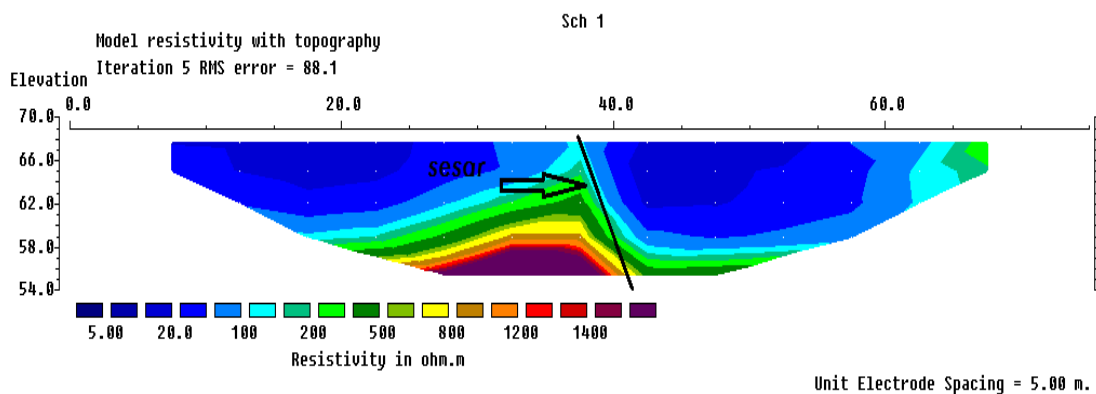 Sch 1
Model resistivity with topography
Iteration 5 RMS error = 88.1
Elevation
0.0 20.0 40.0 60.0
70.0
66.0
sesar
62.0
58.0
54.0
5.00 20.0 100 200 500 800 1200 1400
Resistivity in ohm.m
Unit Electrode Spacing = 5.00 m.